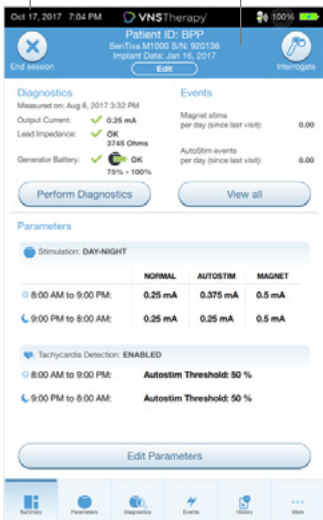 Oct 17, 2017 7:04 PM VNSTherapy 100%
Patient ID: BPP
SenTiva M1000 S/N: 920136
Implant Date: Jan 16, 2017
End session Edit Interrogate
Diagnostics
Measured on: Aug 8, 2017 3:32 PM
Output Current: 0.25 mA
Lead Impedance: OK
3745 Ohms
Generator Battery: OK
75% - 100%
Perform Diagnostics
Events
Magnet stims
per day (since last visit): 0.00
AutoStim events
per day (since last visit): 0.00
View all
Parameters
Stimulation: DAY-NIGHT
NORMAL AUTOSTIM MAGNET
8:00 AM to 9:00 PM: 0.25 mA 0.375 mA 0.5 mA
9:00 PM to 8:00 AM: 0.25 mA 0.25 mA 0.5 mA
Tachycardia Detection: ENABLED
8:00 AM to 9:00 PM: Autostim Threshold: 50 %
9:00 PM to 8:00 AM: Autostim Threshold: 50 %
Edit Parameters
Summary Parameters Diagnostics Events History More